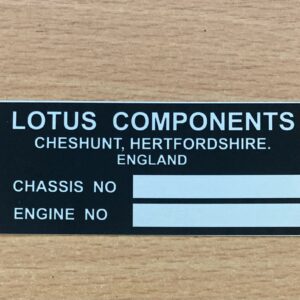 LOTUS COMPONENTS
CHESHUNT, HERTFORDSHIRE.
ENGLAND
CHASSIS NO
ENGINE NO